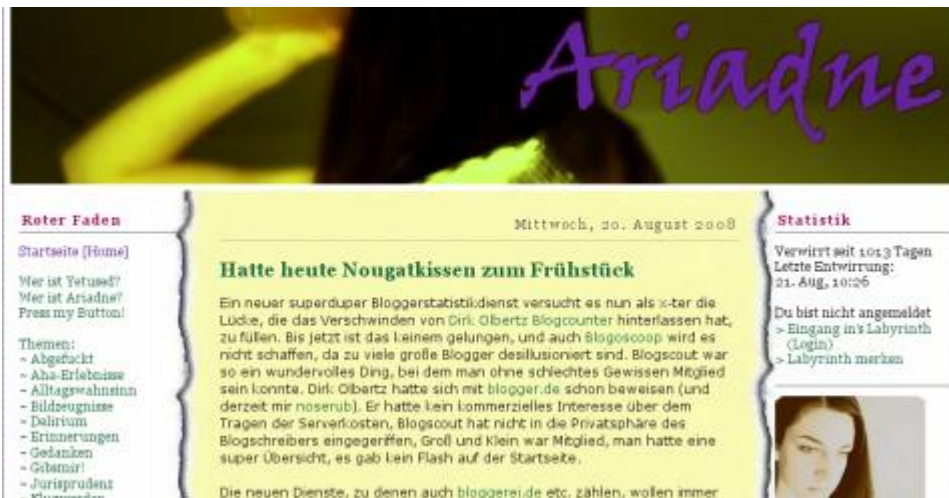 Ariadne
Roter Faden
Startseite [Home]
Wer ist Yetused?
Wer ist Ariadne?
Press my Button!
Themen:
~ Abgefuckt
~ Aha-Erlebnisse
~ Alltagswahnsinn
~ Bildzeugnisse
~ Delirium
~ Erinnerungen
~ Gedanken
~ Gibsmir!
~ Jurisprudenz
Mittwoch, 20. August 2008
Hatte heute Nougatkissen zum Frühstück
Ein neuer superduper Bloggerstatistikdienst versucht es nun als x-ter die
Lücke, die das Verschwinden von Dirk Olbertz Blogcounter hinterlassen hat,
zu füllen. Bis jetzt ist das keinem gelungen, und auch Blogoscoop wird es
nicht schaffen, da zu viele große Blogger desillusioniert sind. Blogscout war
so ein wundervolles Ding, bei dem man ohne schlechtes Gewissen Mitglied
sein konnte. Dirk Olbertz hatte sich mit blogger.de schon beweisen (und
derzeit mir noserub). Er hatte kein kommerzielles Interesse über dem
Tragen der Serverkosten, Blogscout hat nicht in die Privatsphäre des
Blogschreibers eingegeriffen, Groß und Klein war Mitglied, man hatte eine
super Übersicht, es gab kein Flash auf der Startseite.
Die neuen Dienste, zu denen auch bloggerei.de etc. zählen, wollen immer
Statistik
Verwirrt seit 1013 Tagen
Letzte Entwirrung:
21. Aug, 10:26
Du bist nicht angemeldet
> Eingang in's Labyrinth
(Login)
> Labyrinth merken